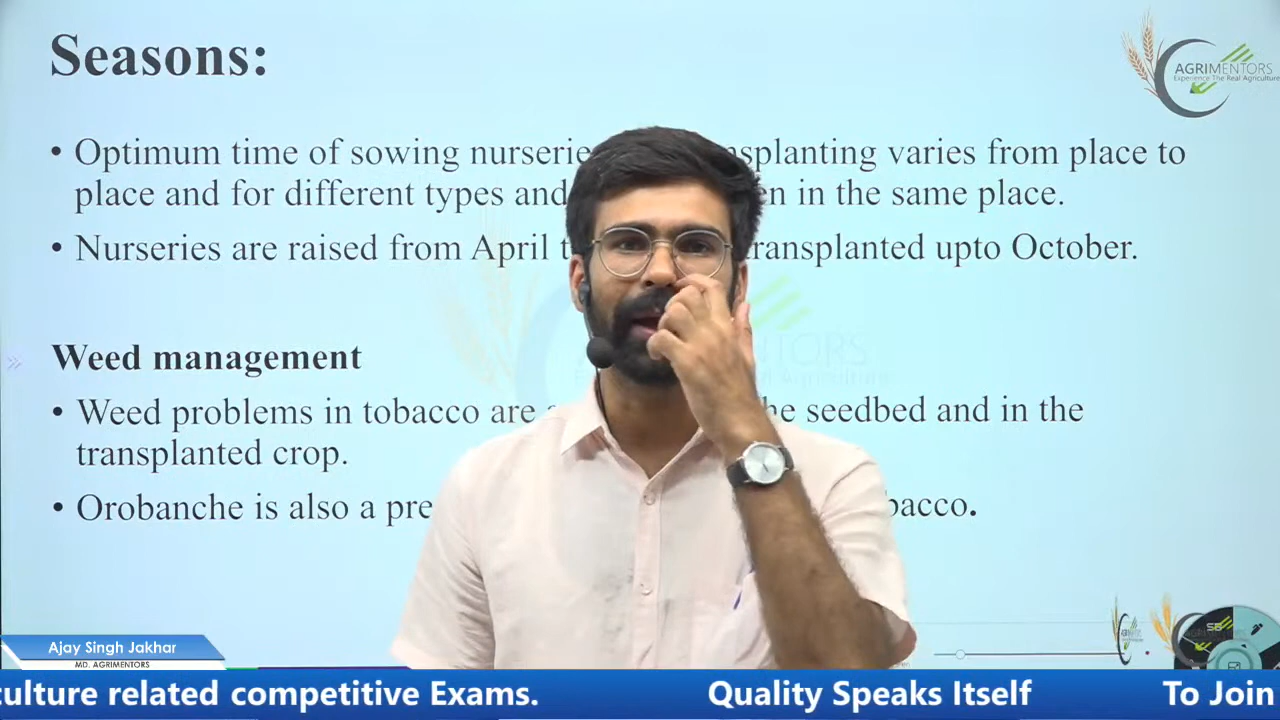 Seasons:
AGRIMENTORS
Experience The Real Agriculture
• Optimum time of sowing nurserie splanting varies from place to
place and for different types and en in the same place.
• Nurseries are raised from April t ransplanted upto October.
Weed management
• Weed problems in tobacco are he seedbed and in the
transplanted crop.
• Orobanche is also a pre bacco.
Ajay Singh Jakhar
MD. AGRIMENTORS
culture related competitive Exams. Quality Speaks Itself To Join